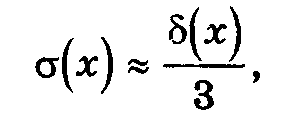 σ(x) ≈ δ(x)/3,